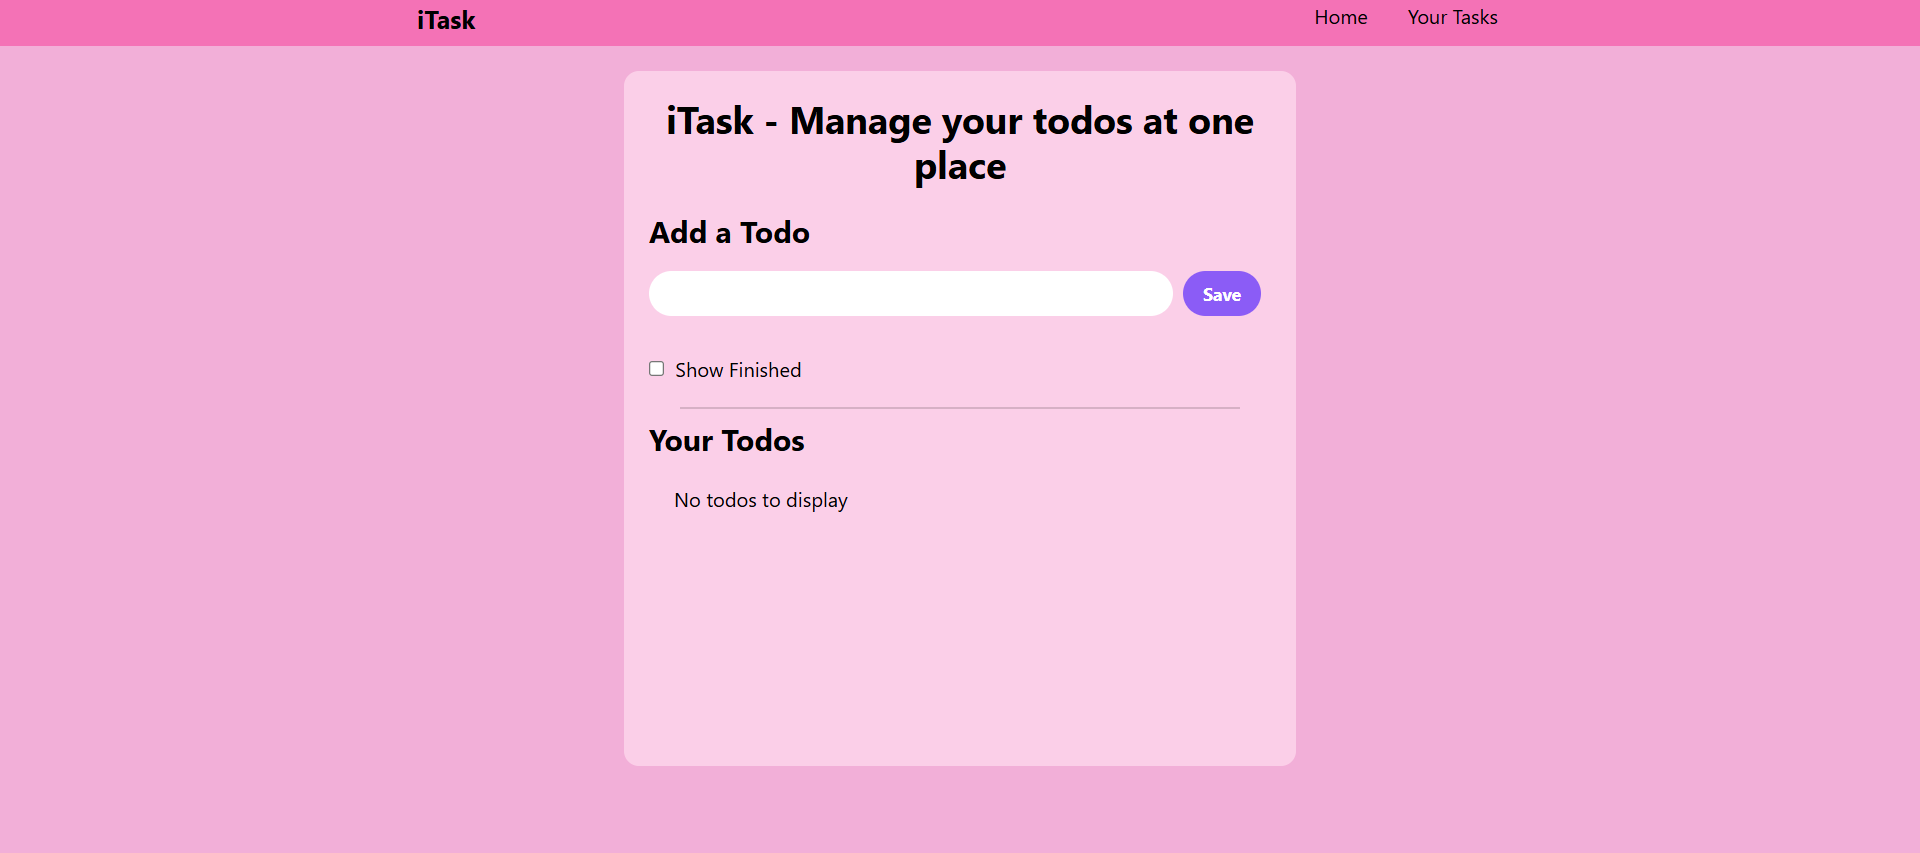 iTask
Home
Your Tasks
iTask - Manage your todos at one
place
Add a Todo
Save
Show Finished
Your Todos
No todos to display